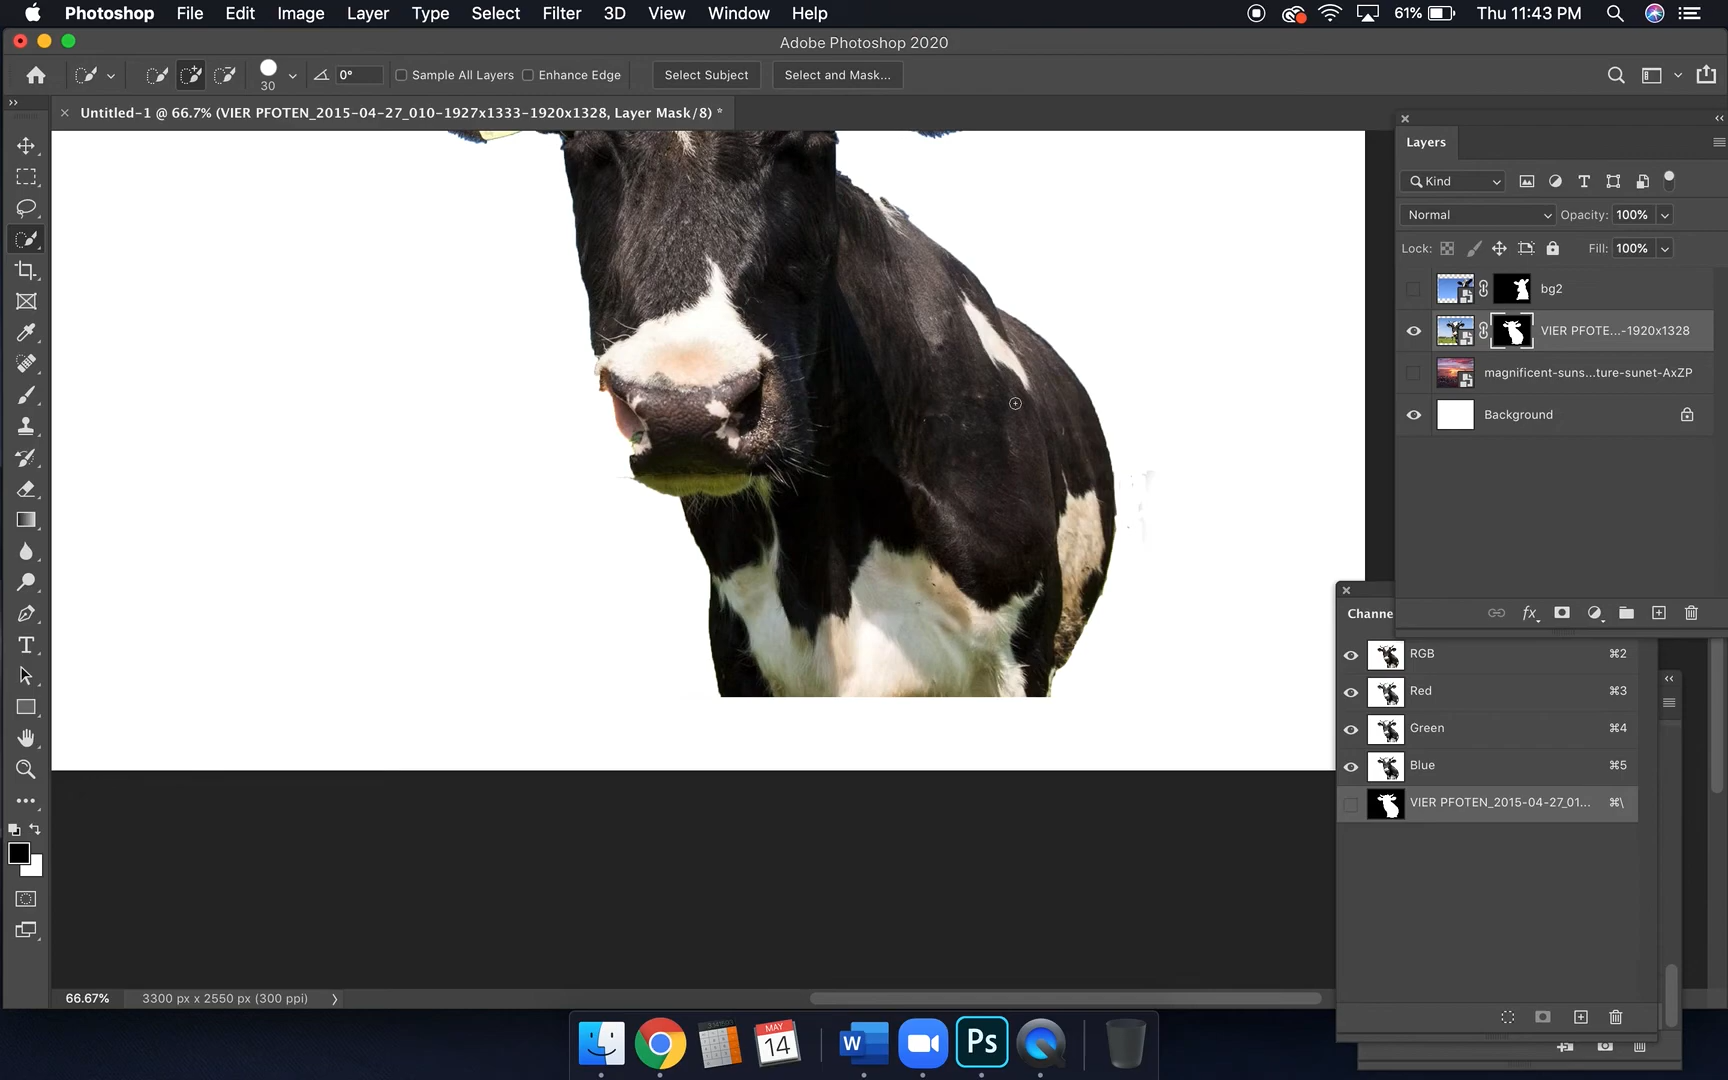 Photoshop File Edit Image Layer Type Select Filter 3D View Window Help 61% Thu 11:43 PM
Adobe Photoshop 2020
30 0° Sample All Layers Enhance Edge Select Subject Select and Mask...
Untitled-1 @ 66.7% (VIER PFOTEN_2015-04-27_010-1927x1333-1920x1328, Layer Mask/8) *
Layers
Kind
Normal Opacity: 100%
Lock: Fill: 100%
bg2
VIER PFOTE...-1920x1328
magnificent-suns...ture-sunet-AxZP
Background
fx
Channe
RGB ⌘2
Red ⌘3
Green ⌘4
Blue ⌘5
VIER PFOTEN_2015-04-27_01... ⌘\
66.67% 3300 px x 2550 px (300 ppi)
MAY
14
W
Ps